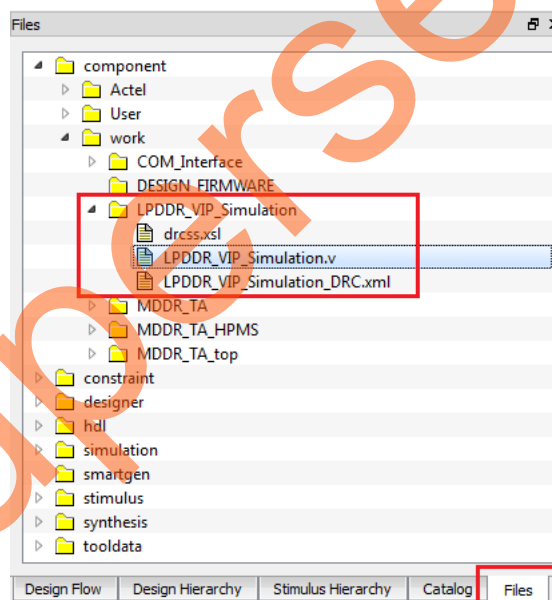 Files
component
Actel
User
work
COM_Interface
DESIGN_FIRMWARE
LPDDR_VIP_Simulation
drcss.xsl
LPDDR_VIP_Simulation.v
LPDDR_VIP_Simulation_DRC.xml
MDDR_TA
MDDR_TA_HPMS
MDDR_TA_top
constraint
designer
hdl
simulation
smartgen
stimulus
synthesis
tooldata
Design Flow Design Hierarchy Stimulus Hierarchy Catalog Files